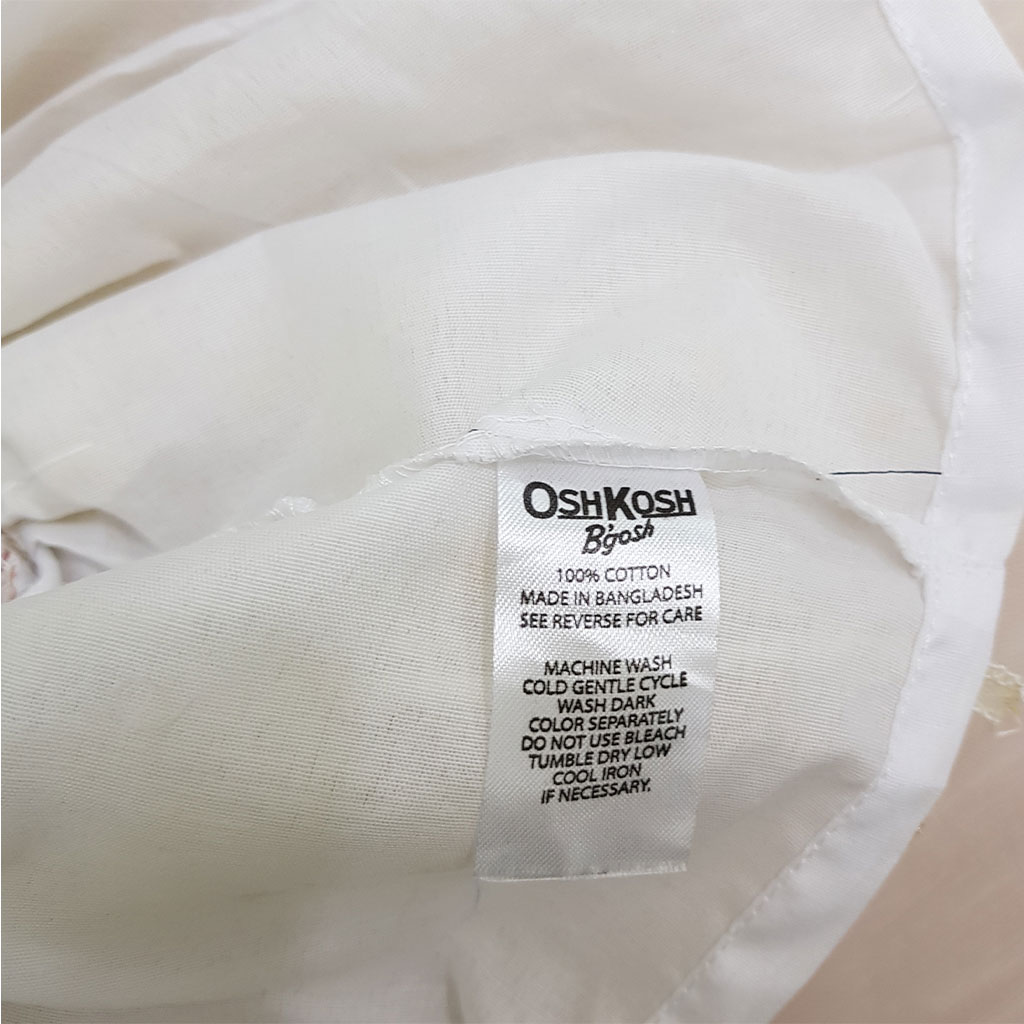 OSHKOSH
B'gosh
100% COTTON
MADE IN BANGLADESH
SEE REVERSE FOR CARE
MACHINE WASH
COLD GENTLE CYCLE
WASH DARK
COLOR SEPARATELY
DO NOT USE BLEACH
TUMBLE DRY LOW
COOL IRON
IF NECESSARY.